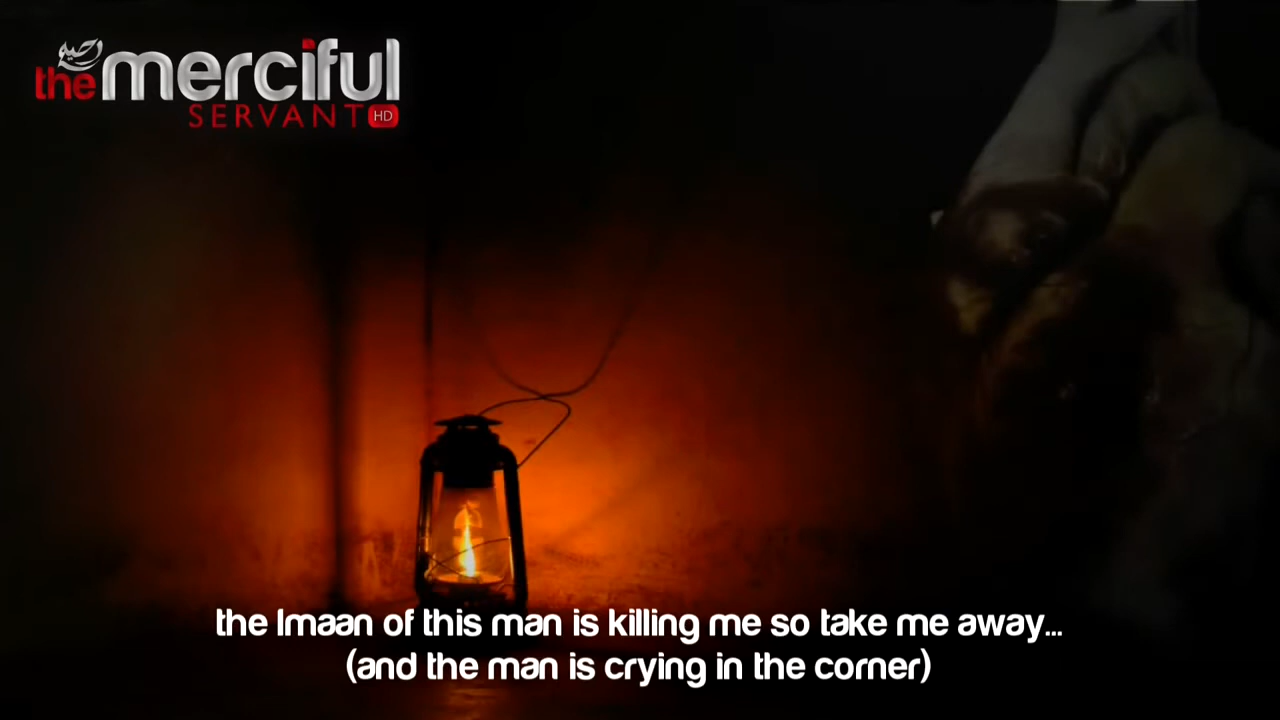 the merciful
SERVANT HD
the Imaan of this man is killing me so take me away...
(and the man is crying in the corner)